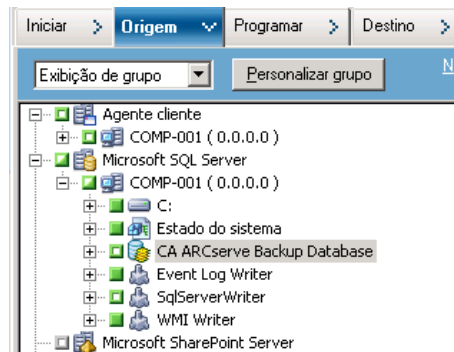 Iniciar > Origem Programar > Destino >
Exibição de grupo Personalizar grupo N
Agente cliente
COMP-001 ( 0.0.0.0 )
Microsoft SQL Server
COMP-001 ( 0.0.0.0 )
C:
Estado do sistema
CA ARCserve Backup Database
Event Log Writer
SqlServerWriter
WMI Writer
Microsoft SharePoint Server